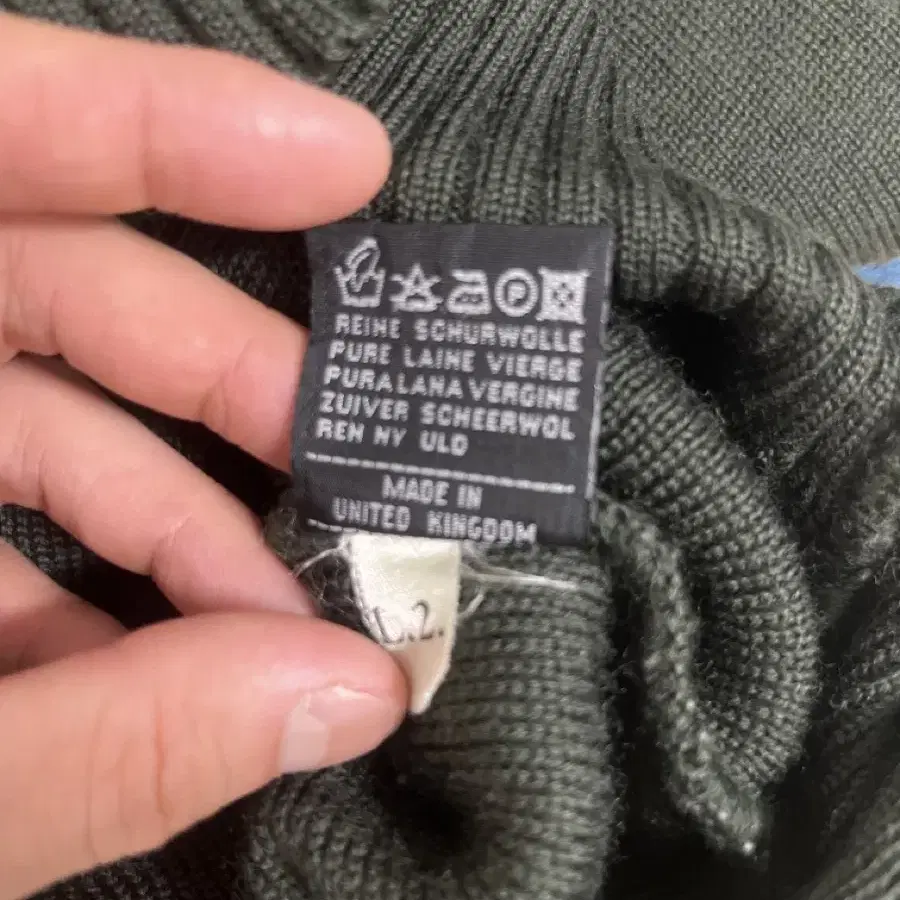 P
REINE SCHURWOLLE
PURE LAINE VIERGE
PURA LANA VERGINE
ZUIVER SCHEERWOL
REN NY ULD
MADE IN
UNITED KINGDOM